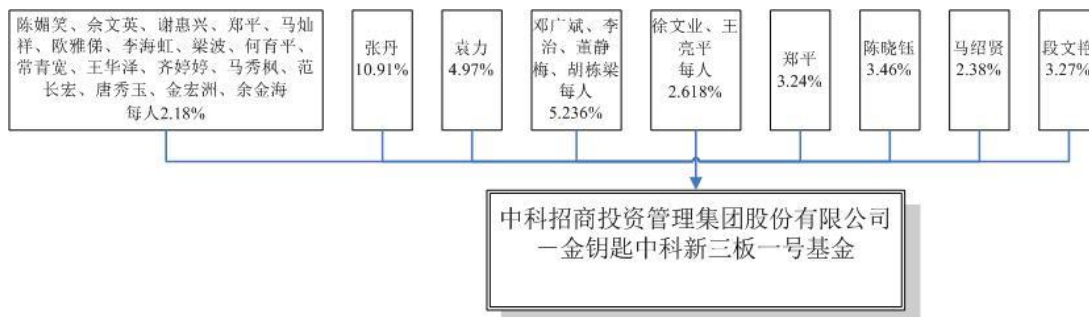 陈媚笑、佘文英、谢惠兴、郑平、马灿
祥、欧雅俤、李海虹、梁波、何育平、
常青宽、王华泽、齐婷婷、马秀枫、范
长宏、唐秀玉、金宏洲、余金海
每人2.18%
张丹
10.91%
袁力
4.97%
邓广斌、李
治、董静
梅、胡栋梁
每人
5.236%
徐文业、王
亮平
每人
2.618%
郑平
3.24%
陈晓钰
3.46%
马绍贤
2.38%
段文艳
3.27%
中科招商投资管理集团股份有限公司
－金钥匙中科新三板一号基金